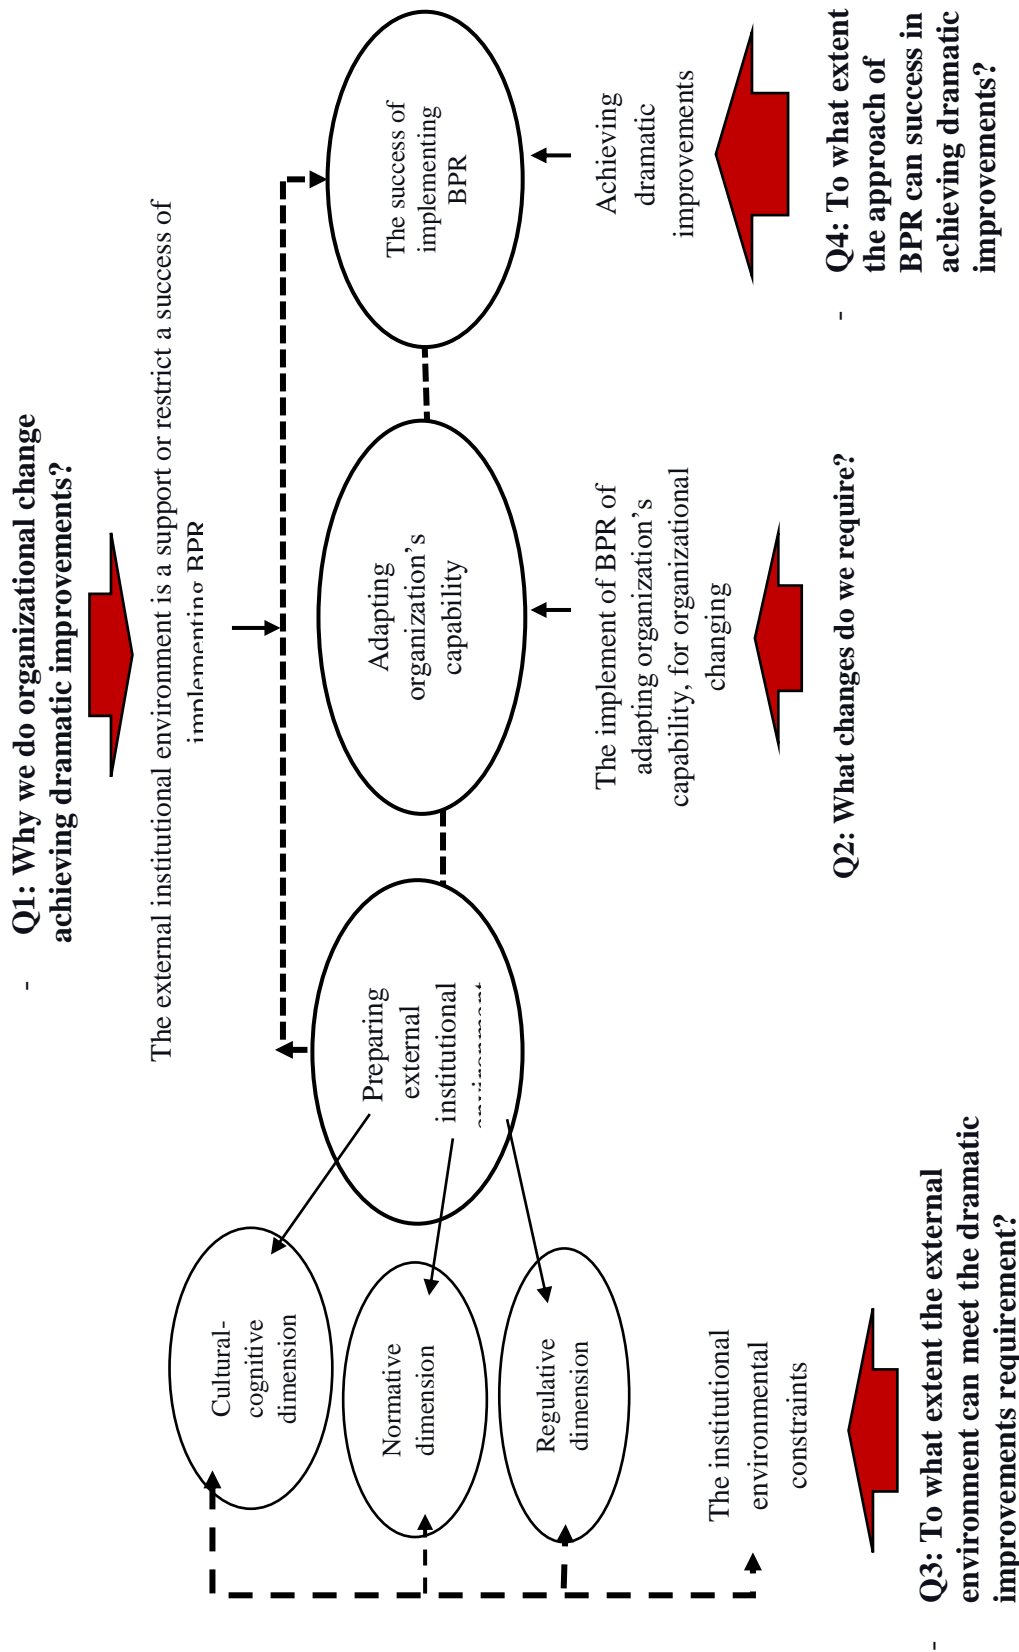 - Q1: Why we do organizational change
achieving dramatic improvements?
The external institutional environment is a support or restrict a success of
implementing BPR
Cultural-
cognitive
dimension
Normative
dimension
Regulative
dimension
Preparing
external
institutional
environment
Adapting
organization’s
capability
The success of
implementing
BPR
The institutional
environmental
constraints
The implement of BPR of
adapting organization’s
capability, for organizational
changing
Achieving
dramatic
improvements
- Q3: To what extent the external
environment can meet the dramatic
improvements requirement?
Q2: What changes do we require?
- Q4: To what extent
the approach of
BPR can success in
achieving dramatic
improvements?